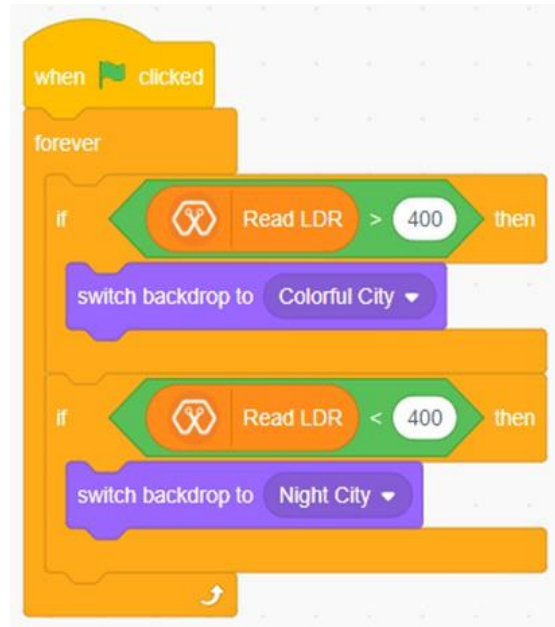 when clicked
forever
if Read LDR > 400 then
switch backdrop to Colorful City
if Read LDR < 400 then
switch backdrop to Night City